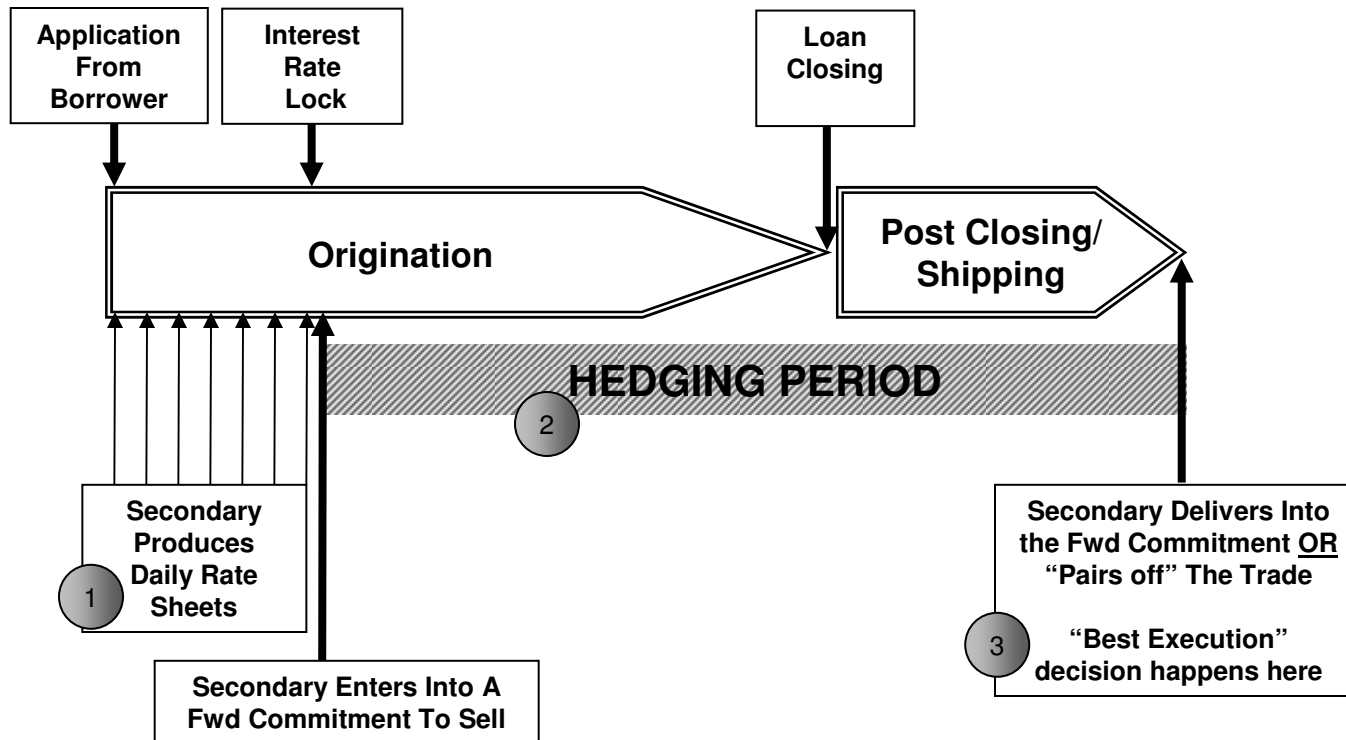 Application
From
Borrower
Interest
Rate
Lock
Loan
Closing
Origination
Post Closing/
Shipping
HEDGING PERIOD
2
Secondary
Produces
Daily Rate
Sheets
1
Secondary Enters Into A
Fwd Commitment To Sell
Secondary Delivers Into
the Fwd Commitment OR
“Pairs off” The Trade
“Best Execution”
decision happens here
3